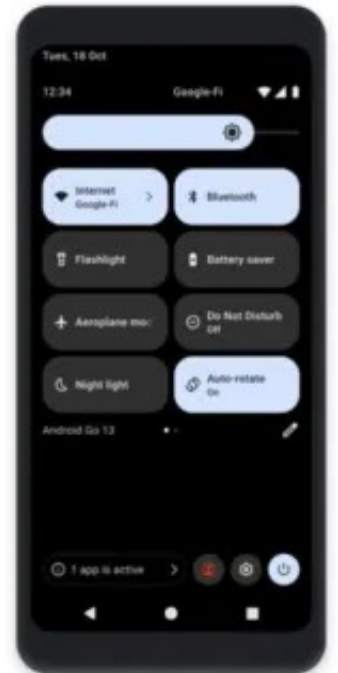 Tues, 18 Oct
12:34 Google-Fi
Internet
Google-Fi
Bluetooth
Flashlight
Battery saver
Aeroplane mo
Do Not Disturb
Off
Night light
Auto-rotate
On
Android Go 13
1 app is active